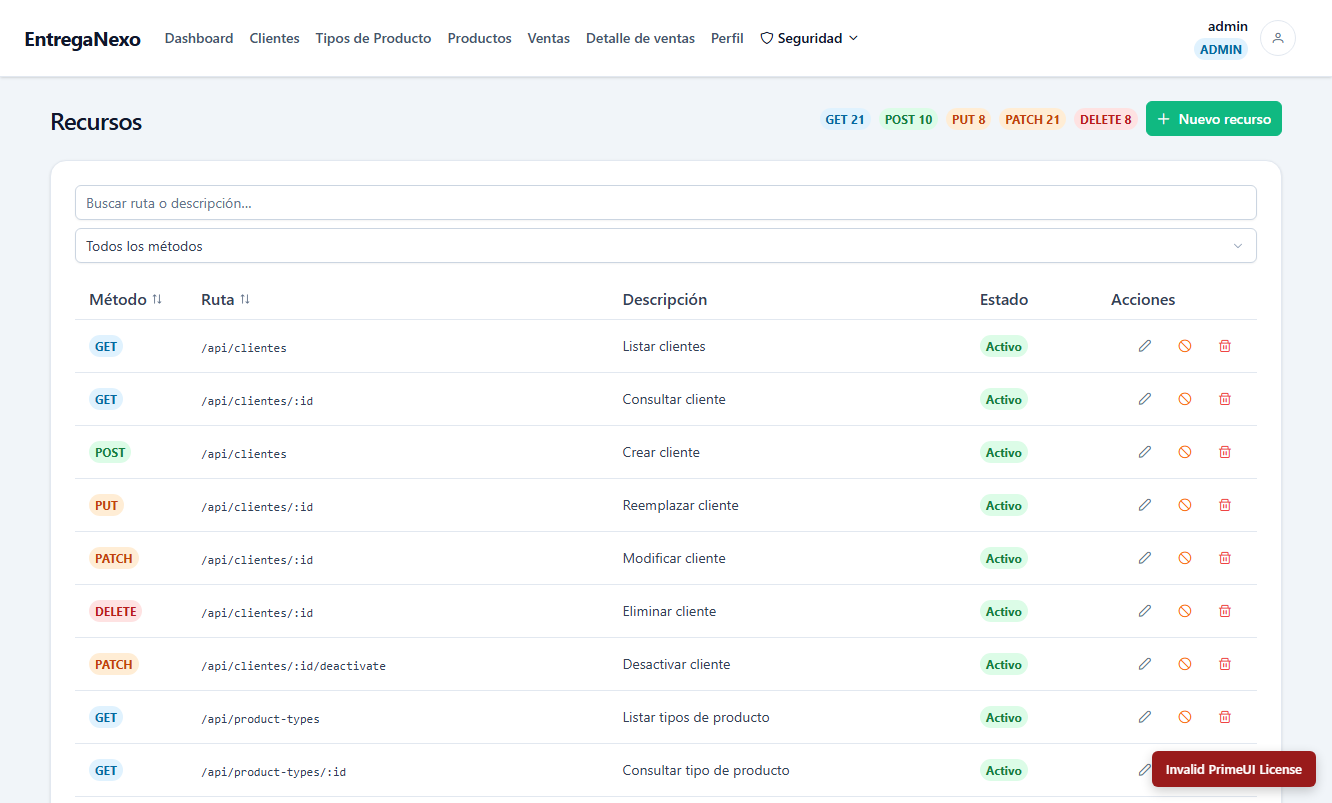 EntregaNexo Dashboard Clientes Tipos de Producto Productos Ventas Detalle de ventas Perfil Seguridad admin
ADMIN
Recursos GET 21 POST 10 PUT 8 PATCH 21 DELETE 8 Nuevo recurso
Buscar ruta o descripción...
Todos los métodos
Método Ruta Descripción Estado Acciones
GET /api/clientes Listar clientes Activo
GET /api/clientes/:id Consultar cliente Activo
POST /api/clientes Crear cliente Activo
PUT /api/clientes/:id Reemplazar cliente Activo
PATCH /api/clientes/:id Modificar cliente Activo
DELETE /api/clientes/:id Eliminar cliente Activo
PATCH /api/clientes/:id/deactivate Desactivar cliente Activo
GET /api/product-types Listar tipos de producto Activo
GET /api/product-types/:id Consultar tipo de producto Activo
Invalid PrimeUI License